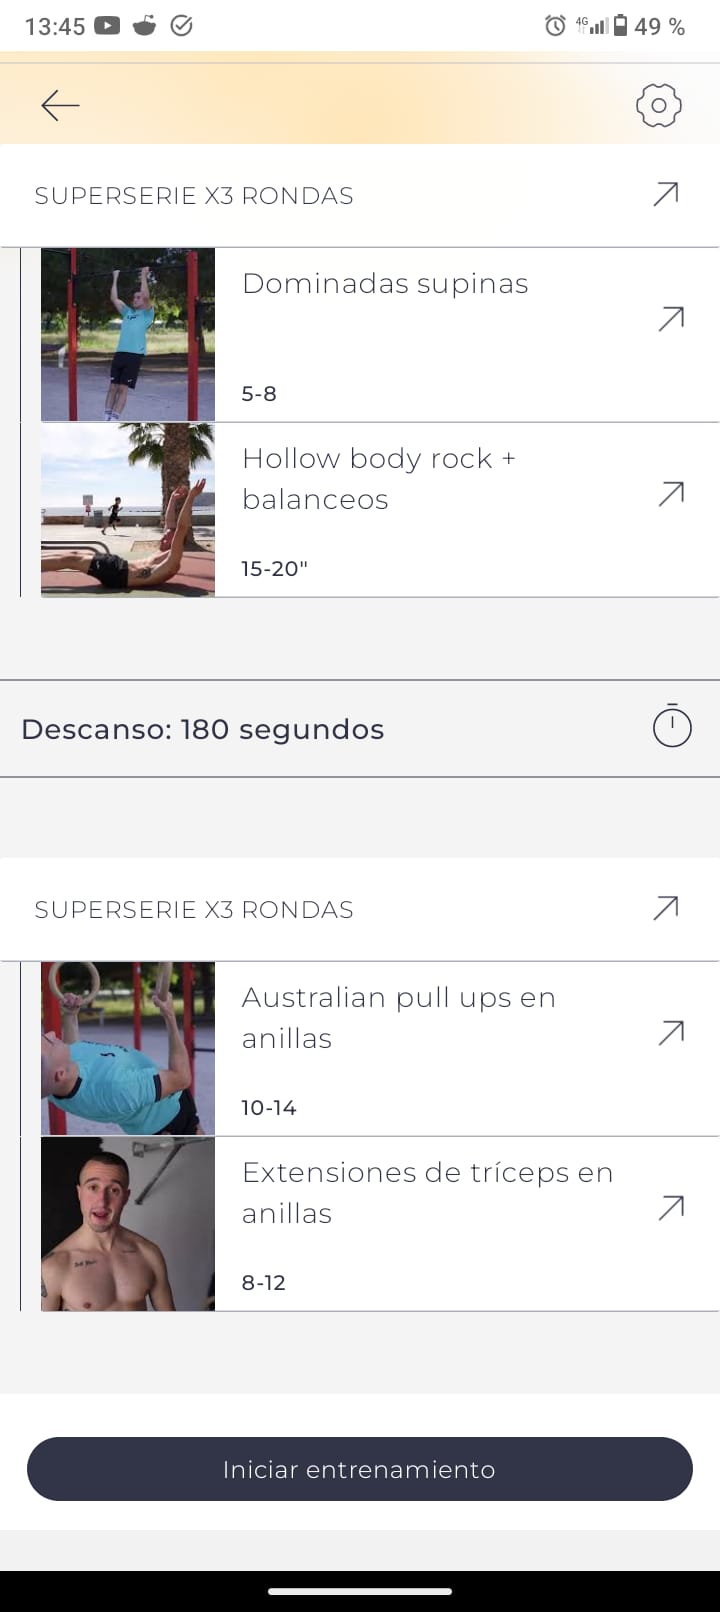 13:45
4G
49 %
SUPERSERIE X3 RONDAS
Dominadas supinas
5-8
Hollow body rock +
balanceos
15-20"
Descanso: 180 segundos
SUPERSERIE X3 RONDAS
Australian pull ups en
anillas
10-14
Extensiones de tríceps en
anillas
8-12
Iniciar entrenamiento